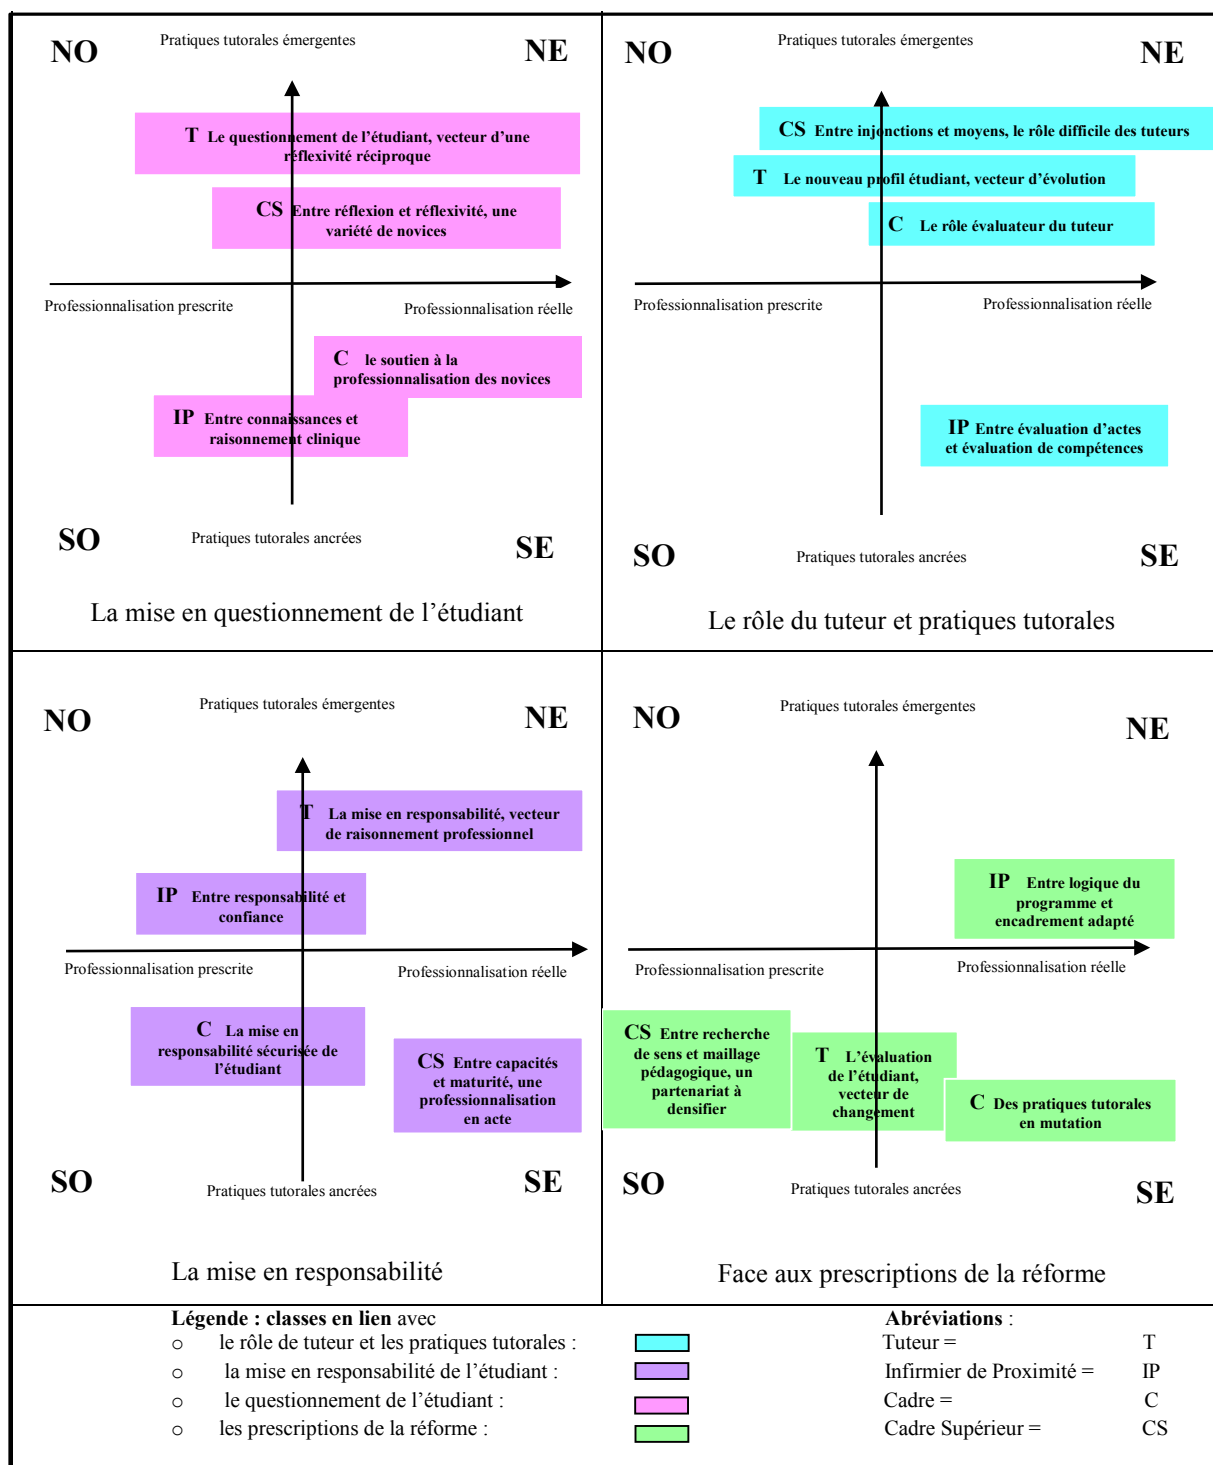 Pratiques tutorales émergentes
NO
NE
T Le questionnement de l’étudiant, vecteur d’une
réflexivité réciproque
CS Entre réflexion et réflexivité, une
variété de novices
Professionnalisation prescrite
Professionnalisation réelle
C le soutien à la
professionnalisation des novices
IP Entre connaissances et
raisonnement clinique
SO
Pratiques tutorales ancrées
SE
La mise en questionnement de l’étudiant
Pratiques tutorales émergentes
NO
NE
CS Entre injonctions et moyens, le rôle difficile des tuteurs
T Le nouveau profil étudiant, vecteur d’évolution
C Le rôle évaluateur du tuteur
Professionnalisation prescrite
Professionnalisation réelle
IP Entre évaluation d’actes
et évaluation de compétences
SO
Pratiques tutorales ancrées
SE
Le rôle du tuteur et pratiques tutorales
Pratiques tutorales émergentes
NO
NE
T La mise en responsabilité, vecteur
de raisonnement professionnel
IP Entre responsabilité et
confiance
Professionnalisation prescrite
Professionnalisation réelle
C La mise en
responsabilité sécurisée de
l’étudiant
CS Entre capacités
et maturité, une
professionnalisation
en acte
SO
Pratiques tutorales ancrées
SE
La mise en responsabilité
Pratiques tutorales émergentes
NO
NE
IP Entre logique du
programme et
encadrement adapté
Professionnalisation prescrite
Professionnalisation réelle
CS Entre recherche
de sens et maillage
pédagogique, un
partenariat à
densifier
T L’évaluation
de l’étudiant,
vecteur de
changement
C Des pratiques tutorales
en mutation
SO
Pratiques tutorales ancrées
SE
Face aux prescriptions de la réforme
Légende : classes en lien avec
o le rôle de tuteur et les pratiques tutorales :
o la mise en responsabilité de l’étudiant :
o le questionnement de l’étudiant :
o les prescriptions de la réforme :
Abréviations :
Tuteur = T
Infirmier de Proximité = IP
Cadre = C
Cadre Supérieur = CS